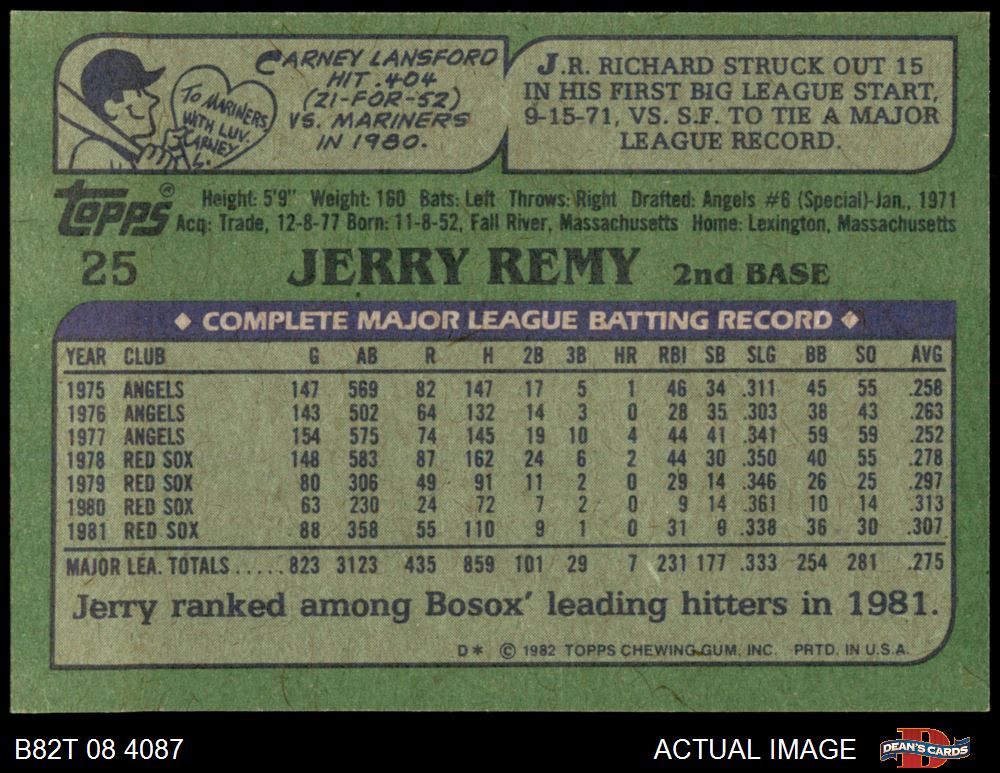 CARNEY LANSFORD
HIT .404
(21-FOR-52)
VS. MARINERS
IN 1980.
TO MARINERS
WITH LUV.
CARNEY
L.
J.R. RICHARD STRUCK OUT 15
IN HIS FIRST BIG LEAGUE START,
9-15-71, VS. S.F. TO TIE A MAJOR
LEAGUE RECORD.
TOPPS ®
Height: 5'9" Weight: 160 Bats: Left Throws: Right Drafted: Angels #6 (Special)-Jan., 1971
Acq: Trade, 12-8-77 Born: 11-8-52, Fall River, Massachusetts Home: Lexington, Massachusetts
25 JERRY REMY 2nd BASE
◆ COMPLETE MAJOR LEAGUE BATTING RECORD ◆
YEAR CLUB G AB R H 2B 3B HR RBI SB SLG BB SO AVG
1975 ANGELS 147 569 82 147 17 5 1 46 34 .311 45 55 .258
1976 ANGELS 143 502 64 132 14 3 0 28 35 .303 38 43 .263
1977 ANGELS 154 575 74 145 19 10 4 44 41 .341 59 59 .252
1978 RED SOX 148 583 87 162 24 6 2 44 30 .350 40 55 .278
1979 RED SOX 80 306 49 91 11 2 0 29 14 .346 26 25 .297
1980 RED SOX 63 230 24 72 7 2 0 9 14 .361 10 14 .313
1981 RED SOX 88 358 55 110 9 1 0 31 9 .338 36 30 .307
MAJOR LEA. TOTALS.....823 3123 435 859 101 29 7 231 177 .333 254 281 .275
Jerry ranked among Bosox' leading hitters in 1981.
D* © 1982 TOPPS CHEWING GUM, INC. PRTD. IN U.S.A.
B82T 08 4087 ACTUAL IMAGE DEAN'S CARDS